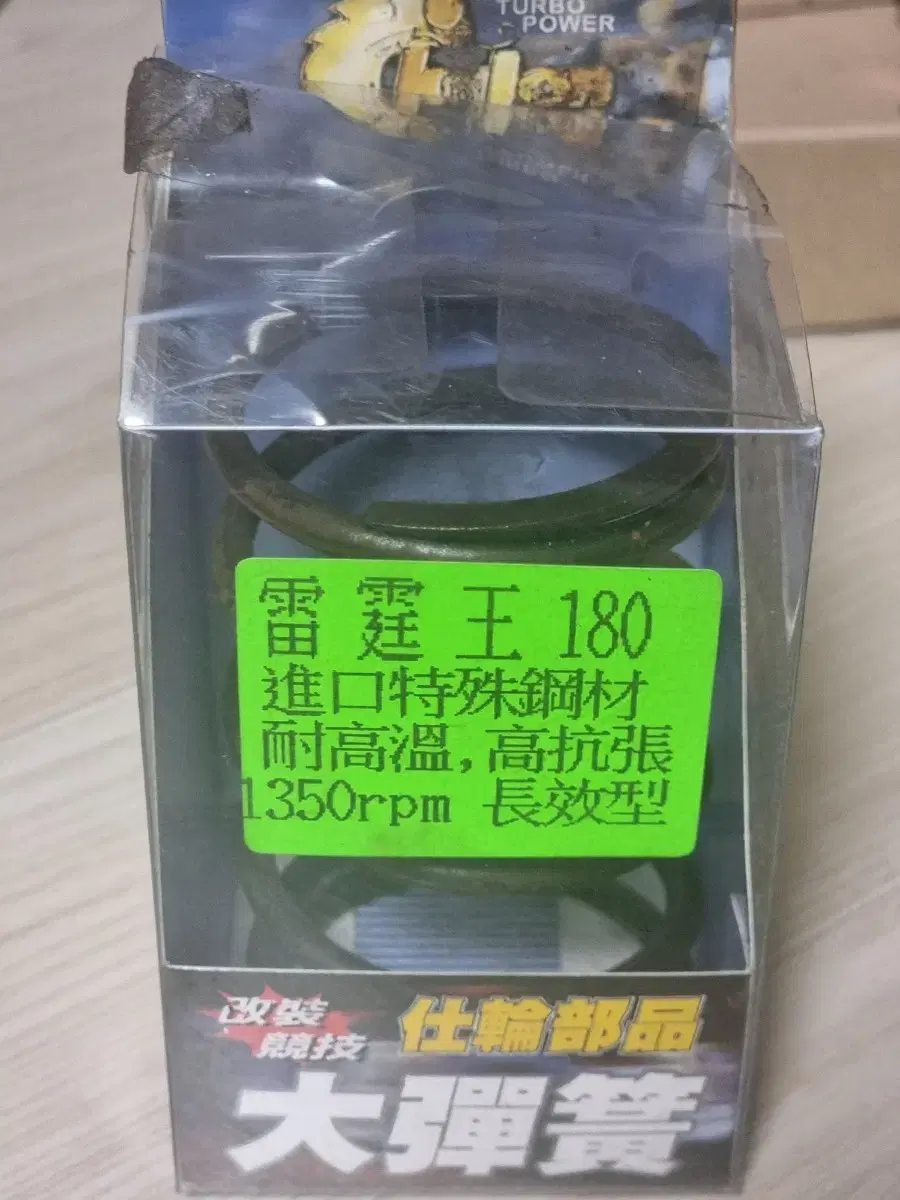 TURBO
POWER
雷霆王 180
進口特殊鋼材
耐高溫,高抗張
1350rpm 長效型
改裝
競技
仕輪部品
大彈簧